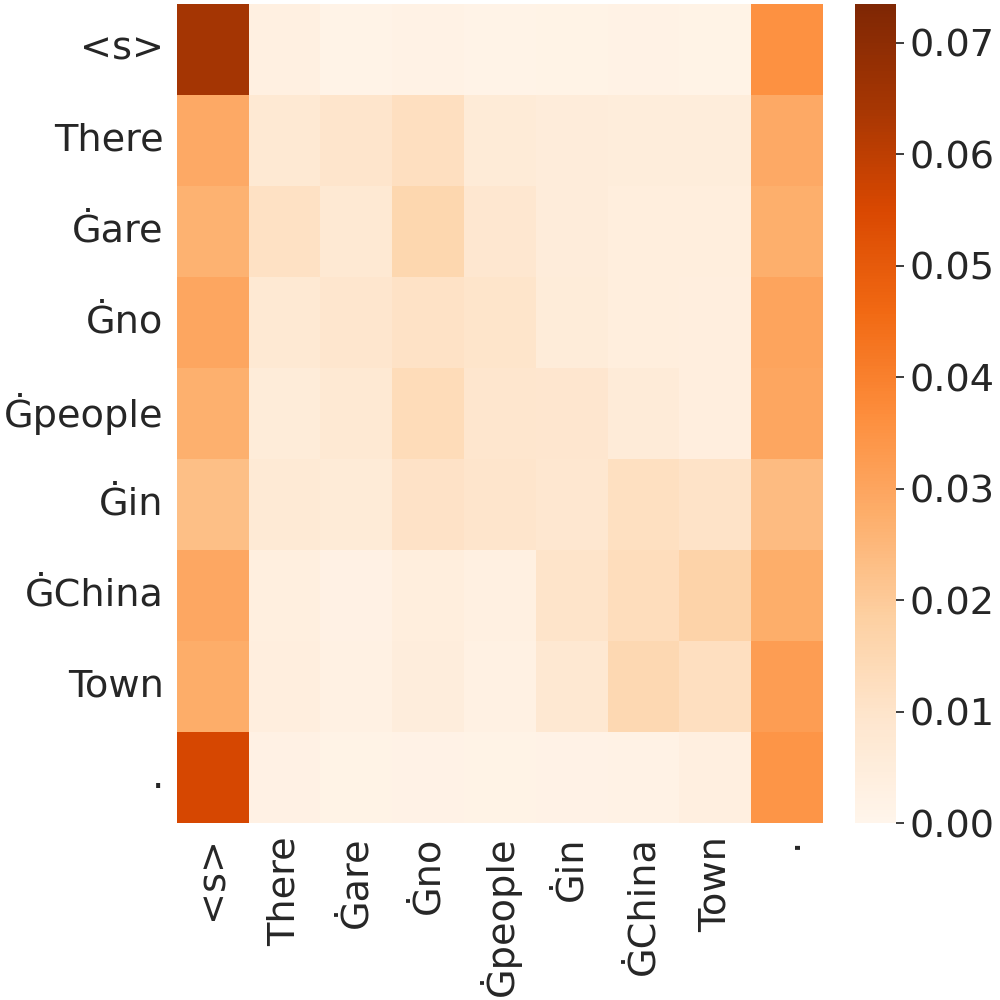 <s>
There
Ġare
Ġno
Ġpeople
Ġin
ĠChina
Town
.
<s>
There
Ġare
Ġno
Ġpeople
Ġin
ĠChina
Town
.
0.07
0.06
0.05
0.04
0.03
0.02
0.01
0.00